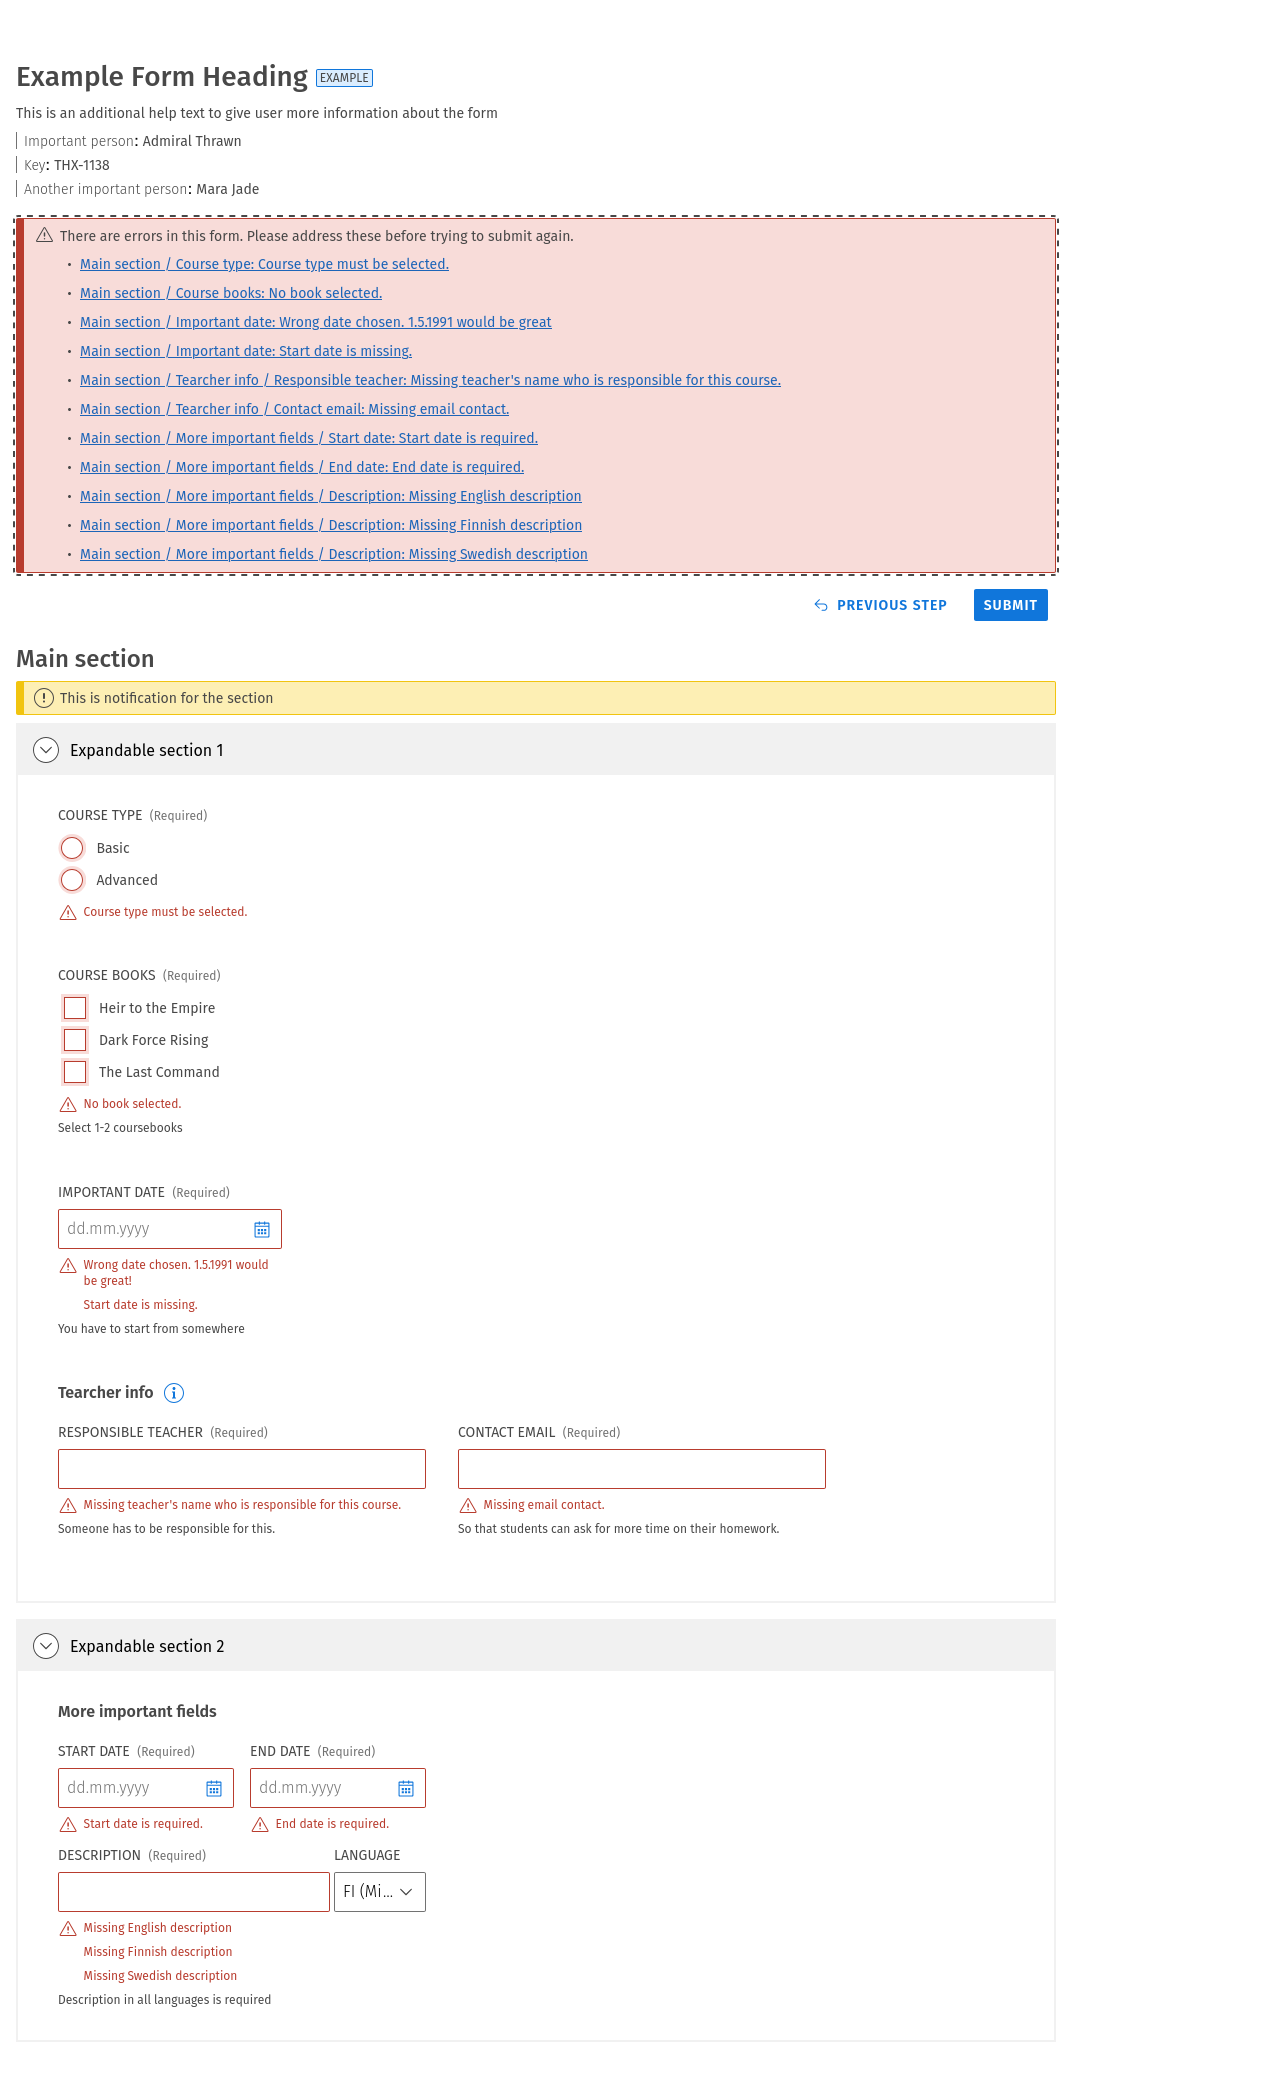 Example Form Heading EXAMPLE
This is an additional help text to give user more information about the form
Important person: Admiral Thrawn
Key: THX-1138
Another important person: Mara Jade
There are errors in this form. Please address these before trying to submit again.
• Main section / Course type: Course type must be selected.
• Main section / Course books: No book selected.
• Main section / Important date: Wrong date chosen. 1.5.1991 would be great
• Main section / Important date: Start date is missing.
• Main section / Tearcher info / Responsible teacher: Missing teacher's name who is responsible for this course.
• Main section / Tearcher info / Contact email: Missing email contact.
• Main section / More important fields / Start date: Start date is required.
• Main section / More important fields / End date: End date is required.
• Main section / More important fields / Description: Missing English description
• Main section / More important fields / Description: Missing Finnish description
• Main section / More important fields / Description: Missing Swedish description
PREVIOUS STEP SUBMIT
Main section
This is notification for the section
Expandable section 1
COURSE TYPE (Required)
Basic
Advanced
Course type must be selected.
COURSE BOOKS (Required)
Heir to the Empire
Dark Force Rising
The Last Command
No book selected.
Select 1-2 coursebooks
IMPORTANT DATE (Required)
dd.mm.yyyy
Wrong date chosen. 1.5.1991 would
be great!
Start date is missing.
You have to start from somewhere
Tearcher info
RESPONSIBLE TEACHER (Required) CONTACT EMAIL (Required)
Missing teacher's name who is responsible for this course. Missing email contact.
Someone has to be responsible for this. So that students can ask for more time on their homework.
Expandable section 2
More important fields
START DATE (Required) END DATE (Required)
dd.mm.yyyy dd.mm.yyyy
Start date is required. End date is required.
DESCRIPTION (Required) LANGUAGE
FI (Mi...
Missing English description
Missing Finnish description
Missing Swedish description
Description in all languages is required